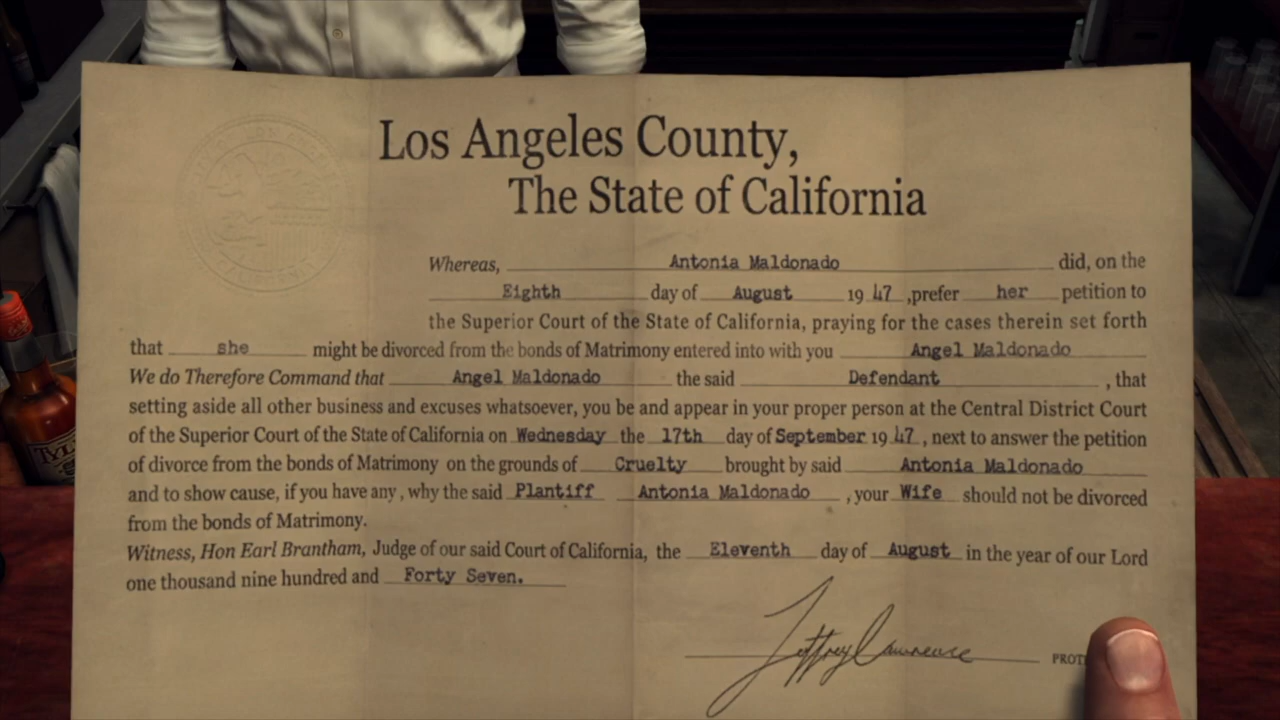 Los Angeles County,
The State of California
Whereas, Antonia Maldonado did, on the
Eighth day of August 19 47 ,prefer her petition to
the Superior Court of the State of California, praying for the cases therein set forth
that she might be divorced from the bonds of Matrimony entered into with you Angel Maldonado
We do Therefore Command that Angel Maldonado the said Defendant , that
setting aside all other business and excuses whatsoever, you be and appear in your proper person at the Central District Court
of the Superior Court of the State of California on Wednesday the 17th day of September 19 47 , next to answer the petition
of divorce from the bonds of Matrimony on the grounds of Cruelty brought by said Antonia Maldonado
and to show cause, if you have any , why the said Plantiff Antonia Maldonado , your Wife should not be divorced
from the bonds of Matrimony.
Witness, Hon Earl Brantham, Judge of our said Court of California, the Eleventh day of August in the year of our Lord
one thousand nine hundred and Forty Seven.
Jeffrey Lawrence